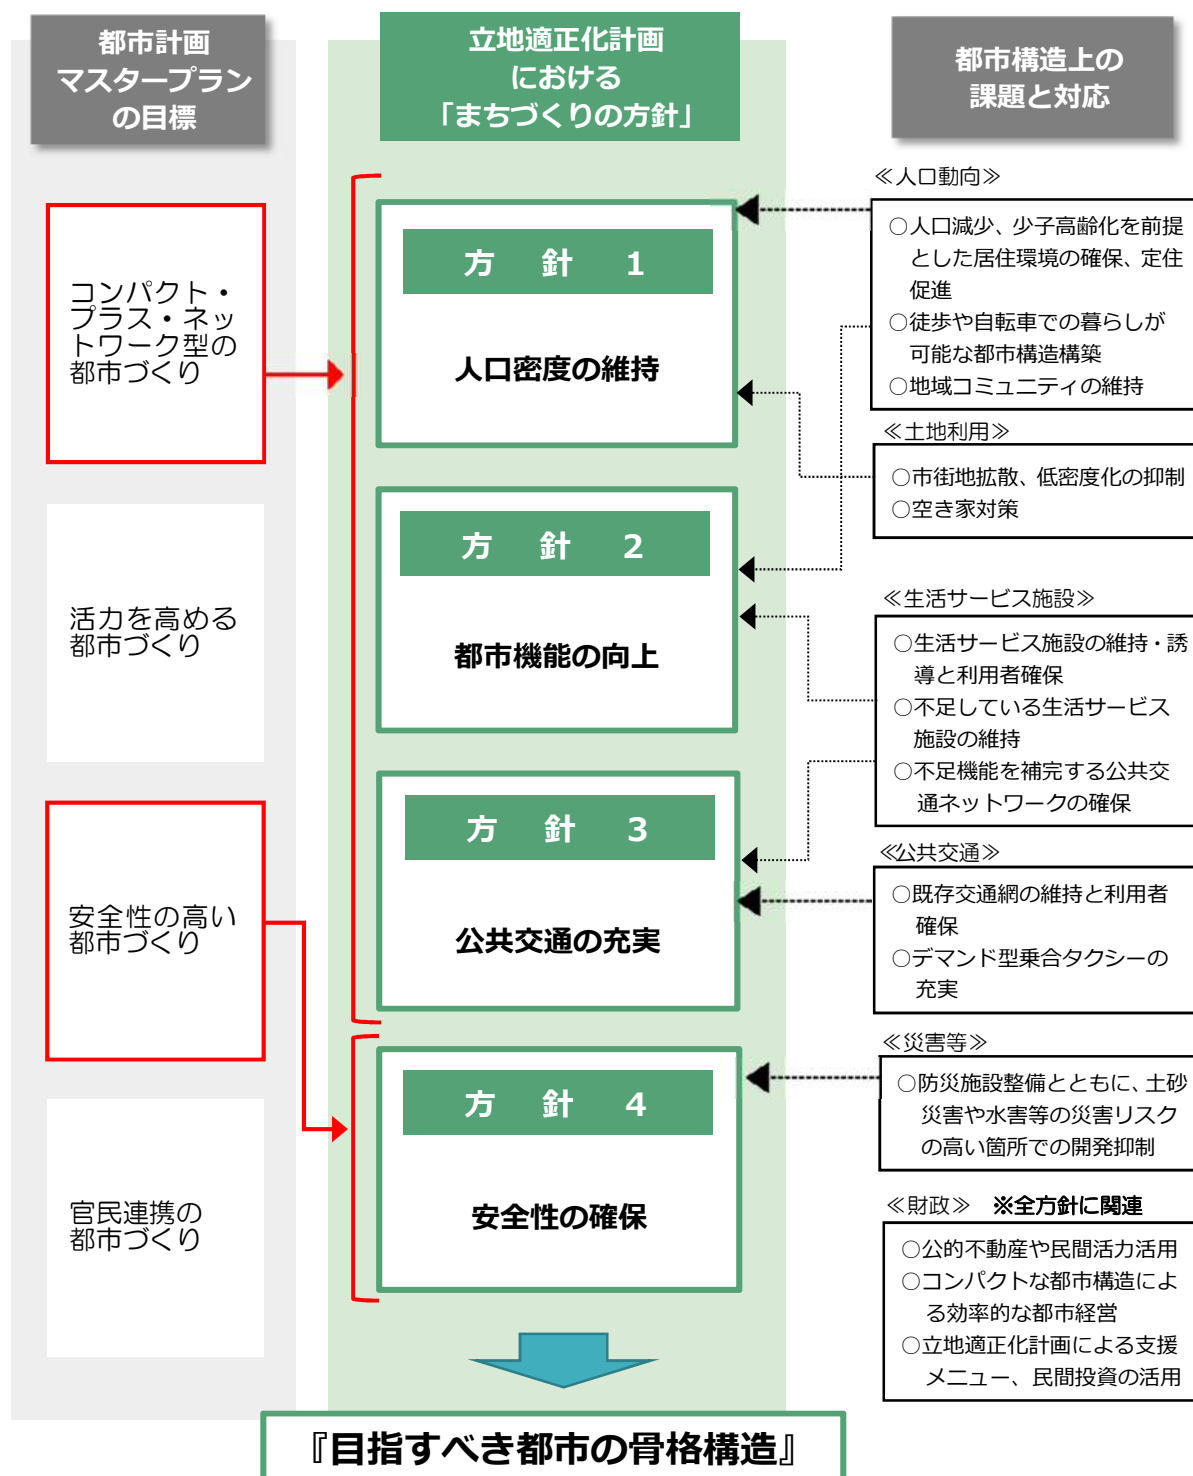 都市計画
マスタープラン
の目標
立地適正化計画
における
「まちづくりの方針」
都市構造上の
課題と対応
コンパクト・
プラス・ネッ
トワーク型の
都市づくり
活力を高める
都市づくり
安全性の高い
都市づくり
官民連携の
都市づくり
方 針 1
人口密度の維持
方 針 2
都市機能の向上
方 針 3
公共交通の充実
方 針 4
安全性の確保
≪人口動向≫
○人口減少、少子高齢化を前提
とした居住環境の確保、定住
促進
○徒歩や自転車での暮らしが
可能な都市構造構築
○地域コミュニティの維持
≪土地利用≫
○市街地拡散、低密度化の抑制
○空き家対策
≪生活サービス施設≫
○生活サービス施設の維持・誘
導と利用者確保
○不足している生活サービス
施設の維持
○不足機能を補完する公共交
通ネットワークの確保
≪公共交通≫
○既存交通網の維持と利用者
確保
○デマンド型乗合タクシーの
充実
≪災害等≫
○防災施設整備とともに、土砂
災害や水害等の災害リスク
の高い箇所での開発抑制
≪財政≫ ※全方針に関連
○公的不動産や民間活力活用
○コンパクトな都市構造によ
る効率的な都市経営
○立地適正化計画による支援
メニュー、民間投資の活用
『目指すべき都市の骨格構造』